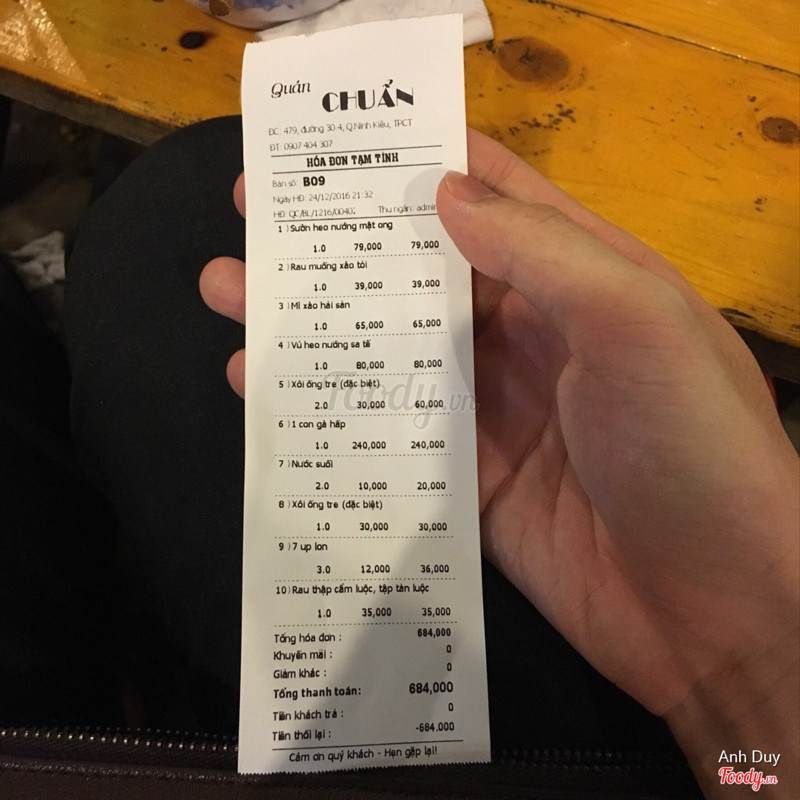 Quán CHUẨN
ĐC: 479, đường 30.4, Q.Ninh Kiều, TPCT
ĐT: 0907 404 307
HÓA ĐƠN TẠM TÍNH
Bàn số: B09
Ngày HĐ: 24/12/2016 21:32
HĐ: QC/BL/1216/0040 Thu ngân: admin
1 ) Sườn heo nướng mật ong
1.0 79,000 79,000
2 ) Rau muống xào tỏi
1.0 39,000 39,000
3 ) Mì xào hải sản
1.0 65,000 65,000
4 ) Vú heo nướng sa tế
1.0 80,000 80,000
5 ) Xôi ống tre (đặc biệt)
2.0 30,000 60,000
6 ) 1 con gà hấp
1.0 240,000 240,000
7 ) Nước suối
2.0 10,000 20,000
8 ) Xôi ống tre (đặc biệt)
1.0 30,000 30,000
9 ) 7 up lon
3.0 12,000 36,000
10 ) Rau thập cẩm luộc, tập tàn luộc
1.0 35,000 35,000
Tổng hóa đơn : 684,000
Khuyến mãi : 0
Giảm khác : 0
Tổng thanh toán: 684,000
Tiền khách trả : 0
Tiền thối lại : -684,000
Cảm ơn quý khách - Hẹn gặp lại!
Foody.vn
Anh Duy
Foody.vn